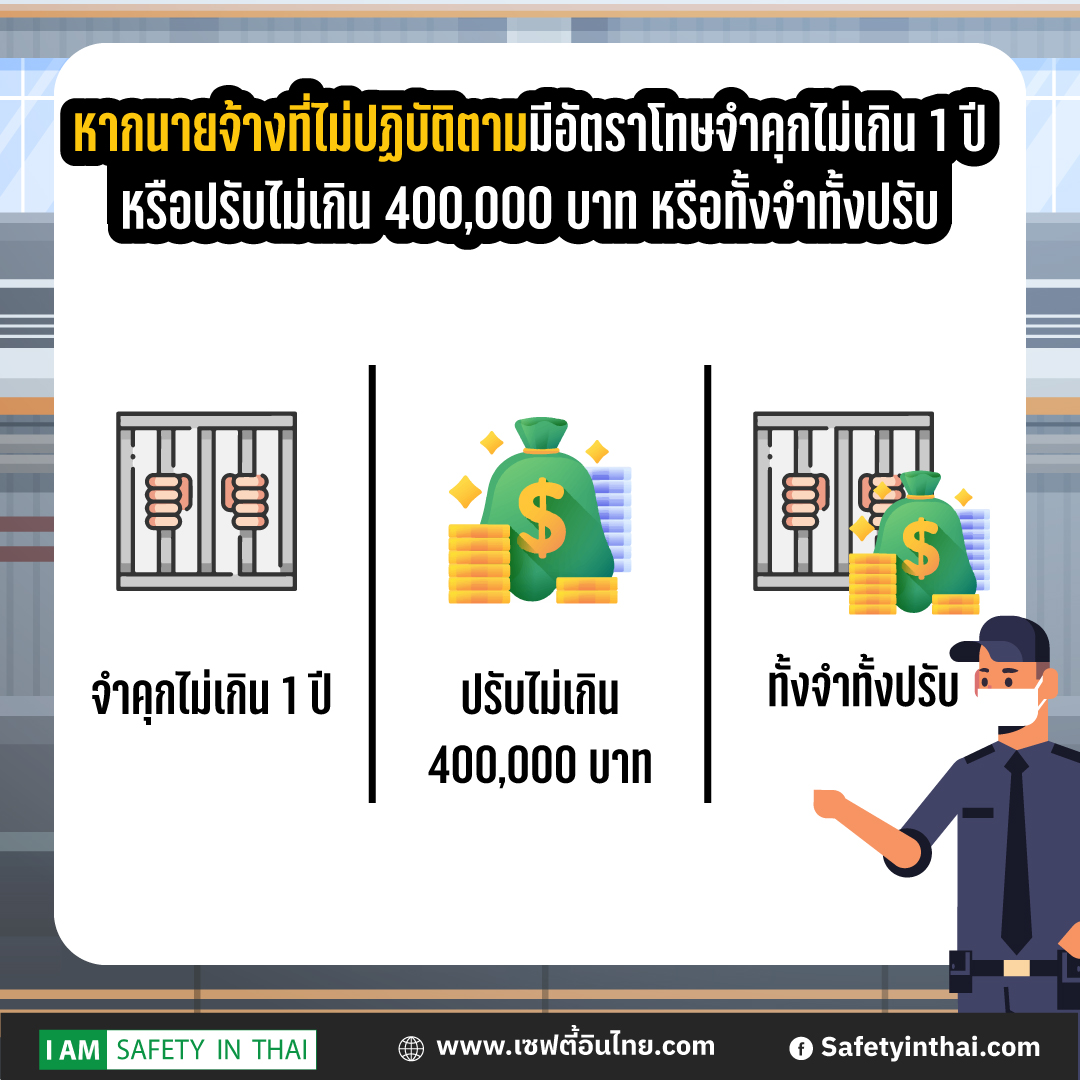 หากนายจ้างที่ไม่ปฏิบัติตามมีอัตราโทษจำคุกไม่เกิน 1 ปี
หรือปรับไม่เกิน 400,000 บาท หรือทั้งจำทั้งปรับ
$
$
จำคุกไม่เกิน 1 ปี
ปรับไม่เกิน
400,000 บาท
ทั้งจำทั้งปรับ
I AM SAFETY IN THAI
www.เซฟตี้อินไทย.com
Safetyinthai.com